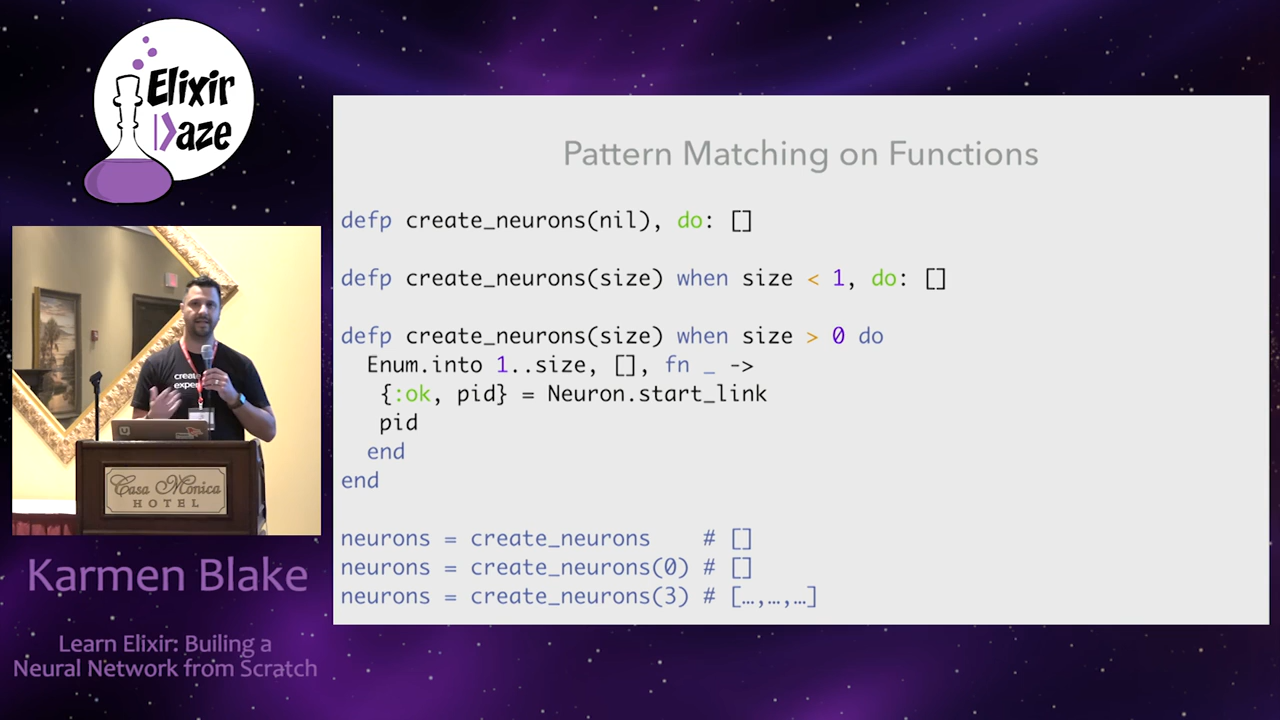 Elixir
Daze
Pattern Matching on Functions
defp create_neurons(nil), do: []
defp create_neurons(size) when size < 1, do: []
defp create_neurons(size) when size > 0 do
  Enum.into 1..size, [], fn _ ->
   {:ok, pid} = Neuron.start_link
   pid
  end
end
neurons = create_neurons    # []
neurons = create_neurons(0) # []
neurons = create_neurons(3) # […,…,…]
Casa Monica
HOTEL
Karmen Blake
Learn Elixir: Builing a
Neural Network from Scratch